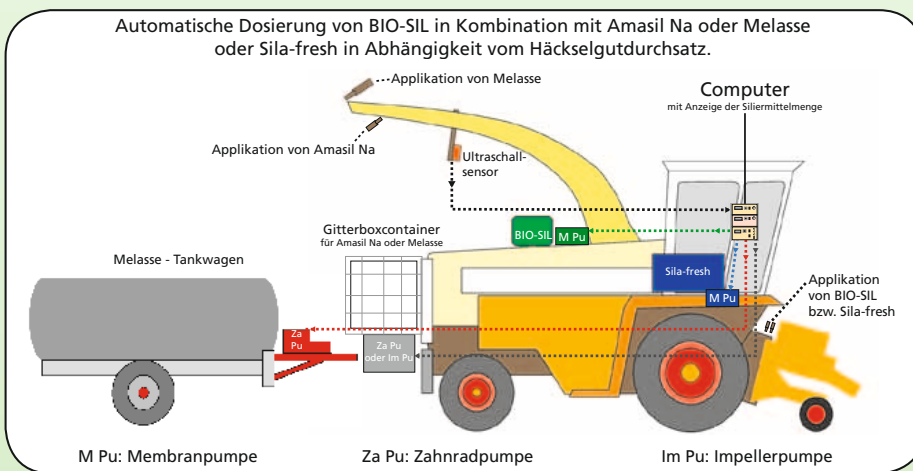 Automatische Dosierung von BIO-SIL in Kombination mit Amasil Na oder Melasse
oder Sila-fresh in Abhängigkeit vom Häckselgutdurchsatz.
Applikation von Melasse
Computer
mit Anzeige der Siliermittelmenge
Applikation von Amasil Na
Ultraschall-
sensor
Gitterboxcontainer
für Amasil Na oder Melasse
BIO-SIL
M Pu
Melasse - Tankwagen
Sila-fresh
M Pu
Applikation
von BIO-SIL
bzw. Sila-fresh
Za
Pu
Za Pu
oder Im Pu
M Pu: Membranpumpe
Za Pu: Zahnradpumpe
Im Pu: Impellerpumpe